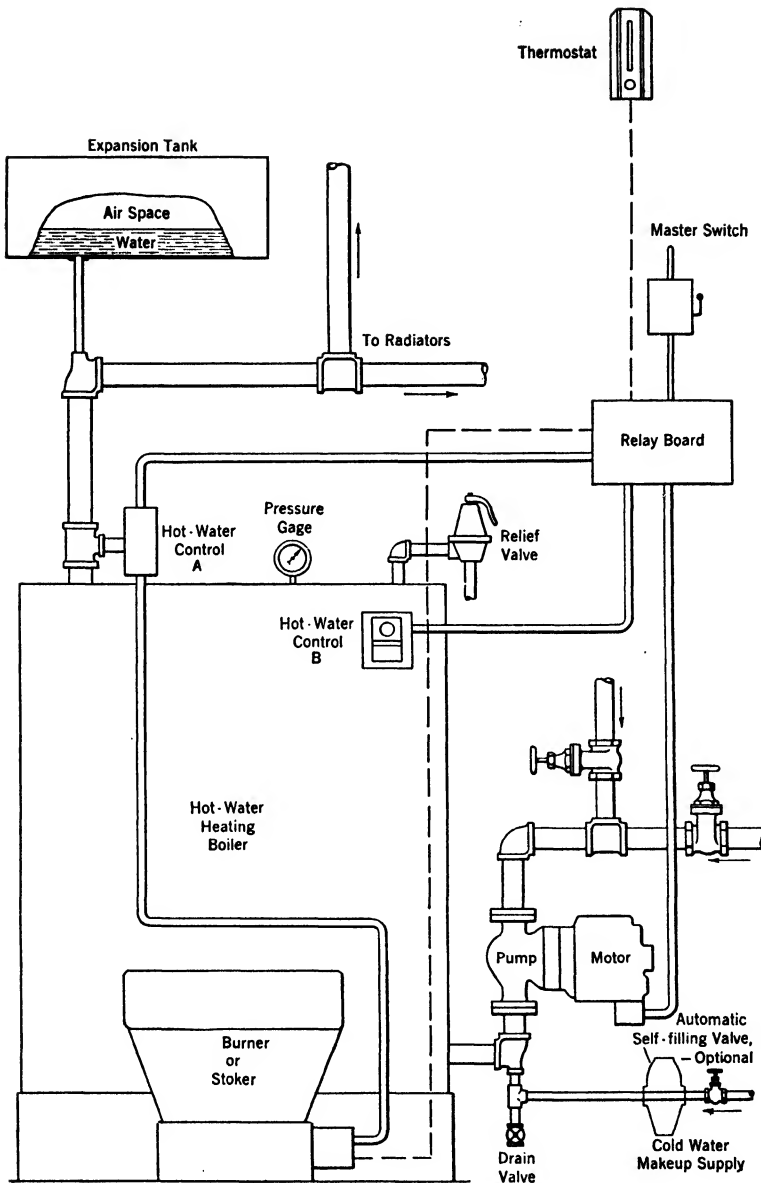 Thermostat
Expansion Tank
Air Space
Water
Master Switch
To Radiators
Relay Board
Hot-Water
Control
A
Pressure
Gage
Relief
Valve
Hot-Water
Control
B
Hot-Water
Heating
Boiler
Pump
Motor
Automatic
Self-filling Valve,
Optional
Burner
or
Stoker
Drain
Valve
Cold Water
Makeup Supply